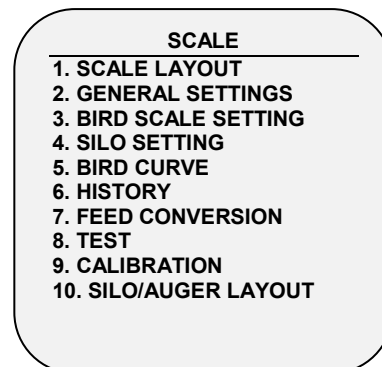 SCALE
1. SCALE LAYOUT
2. GENERAL SETTINGS
3. BIRD SCALE SETTING
4. SILO SETTING
5. BIRD CURVE
6. HISTORY
7. FEED CONVERSION
8. TEST
9. CALIBRATION
10. SILO/AUGER LAYOUT